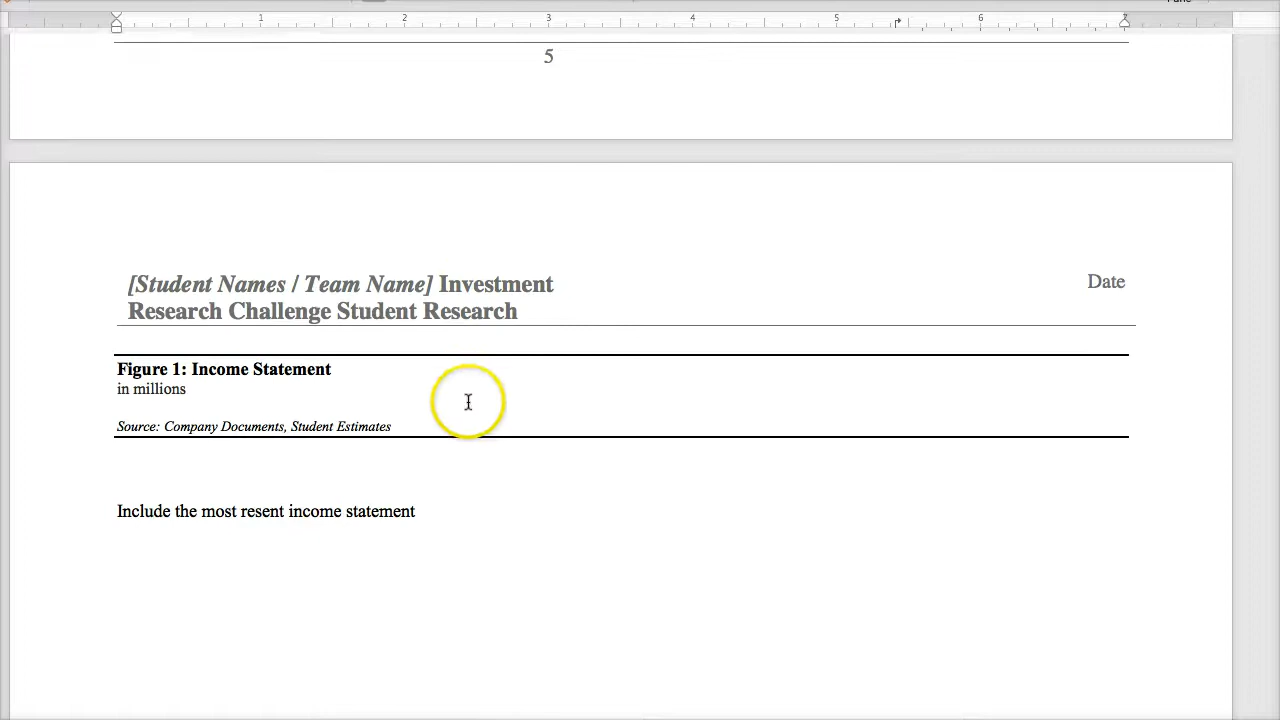 1 2 3 4 5 6 7
5
[Student Names / Team Name] Investment
Research Challenge Student Research
Date
Figure 1: Income Statement
in millions
Source: Company Documents, Student Estimates
Include the most resent income statement